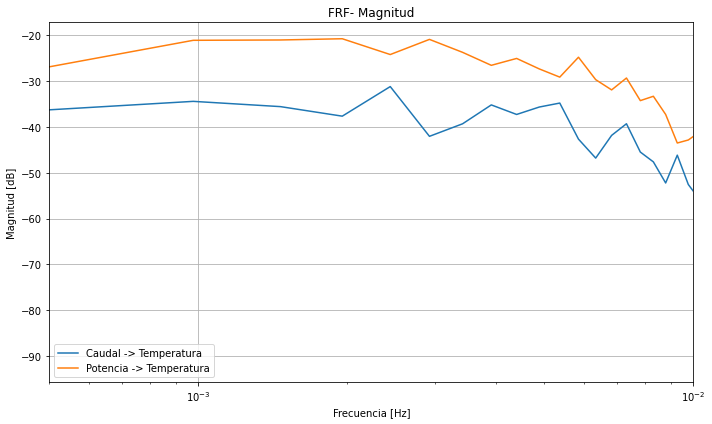 FRF- Magnitud
Magnitud [dB]
−20
−30
−40
−50
−60
−70
−80
−90
Caudal -> Temperatura
Potencia -> Temperatura
10⁻³
10⁻²
Frecuencia [Hz]